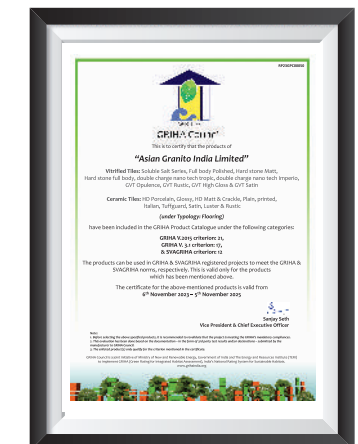 GRIHA Council
This is to certify that the products of
“Asian Granito India Limited”
Vitrified Tiles: Soluble Salt Series, Full body Polished, Hard stone Matt,
Hard stone full body, double charge nano tech tropic, double charge nano tech Imperio,
GVT Opulence, GVT Rustic, GVT High Gloss & GVT Satin
Ceramic Tiles: HD Porcelain, Glossy, HD Matt & Crackle, Plain, printed,
Italian, Tuffguard, Satin, Luster & Rustic
(under Typology: Flooring)
have been included in the GRIHA Product Catalogue under the following categories:
GRIHA V.2015 criterion: 21,
GRIHA V. 3.1 criterion: 17,
& SVAGRIHA criterion: 12
The products can be used in GRIHA & SVAGRIHA registered projects to meet the GRIHA &
SVAGRIHA norms, respectively. This is valid only for the products
which has been mentioned above.
The certificate for the above-mentioned products is valid from
6th November 2023 – 5th November 2025
Sanjay Seth
Vice President & Chief Executive Officer
Note: